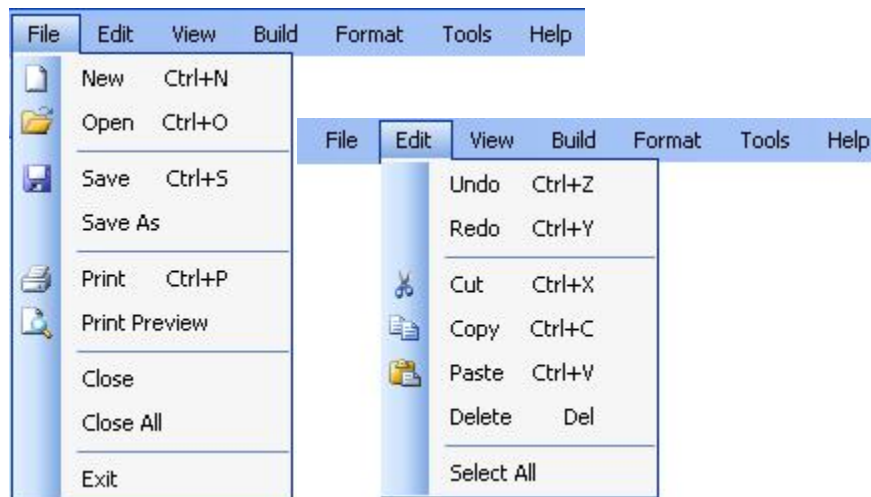 File Edit View Build Format Tools Help
New Ctrl+N
Open Ctrl+O
Save Ctrl+S
Save As
Print Ctrl+P
Print Preview
Close
Close All
Exit
File Edit View Build Format Tools Help
Undo Ctrl+Z
Redo Ctrl+Y
Cut Ctrl+X
Copy Ctrl+C
Paste Ctrl+V
Delete Del
Select All